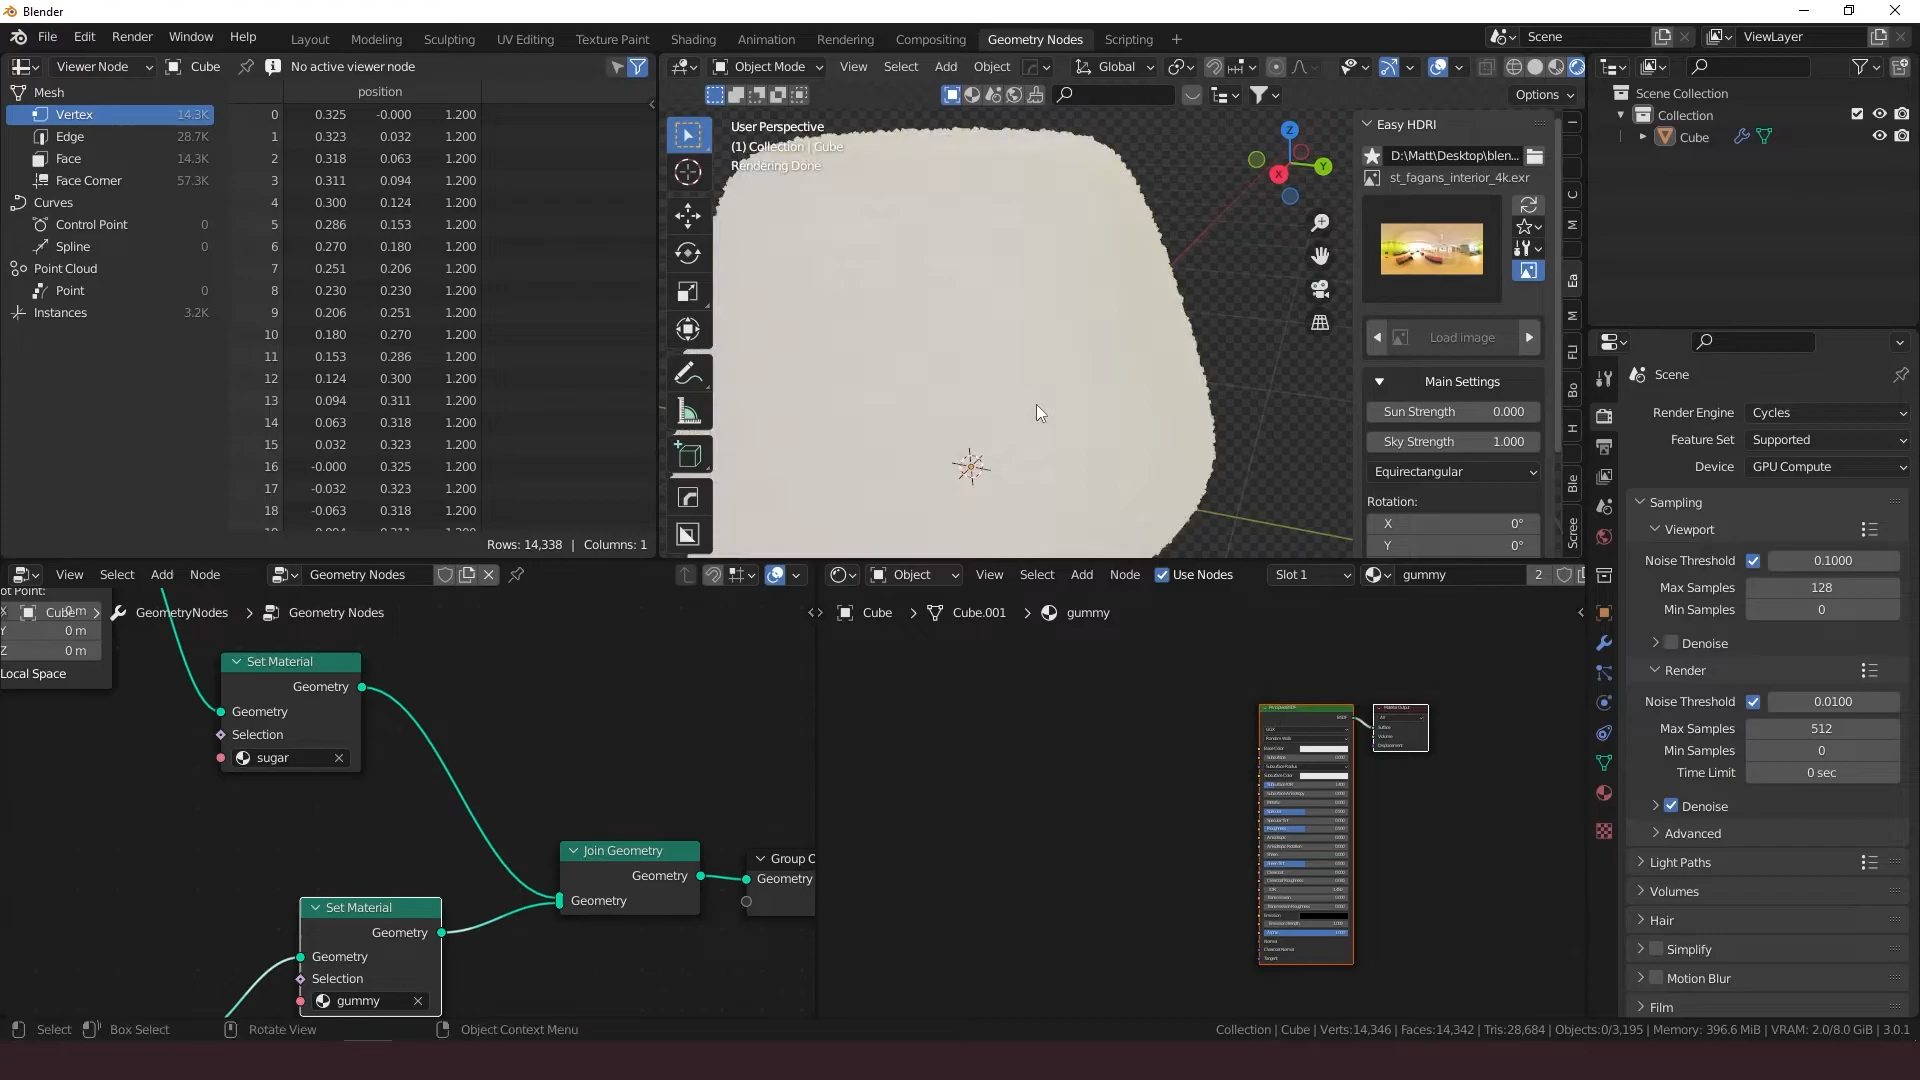 Blender
File Edit Render Window Help
Layout Modeling Sculpting UV Editing Texture Paint Shading Animation Rendering Compositing Geometry Nodes Scripting +
Scene
ViewLayer
Viewer Node
Cube
No active viewer node
Object Mode
View Select Add Object
Global
Options
Mesh
Vertex 14.3K
Edge 28.7K
Face 14.3K
Face Corner 57.3K
Curves
Control Point 0
Spline 0
Point Cloud
Point 0
Instances 3.2K
position
0 0.325 -0.000 1.200
1 0.323 0.032 1.200
2 0.318 0.063 1.200
3 0.311 0.094 1.200
4 0.300 0.124 1.200
5 0.286 0.153 1.200
6 0.270 0.180 1.200
7 0.251 0.206 1.200
8 0.230 0.230 1.200
9 0.206 0.251 1.200
10 0.180 0.270 1.200
11 0.153 0.286 1.200
12 0.124 0.300 1.200
13 0.094 0.311 1.200
14 0.063 0.318 1.200
15 0.032 0.323 1.200
16 -0.000 0.325 1.200
17 -0.032 0.323 1.200
18 -0.063 0.318 1.200
Rows: 14,338 | Columns: 1
User Perspective
(1) Collection | Cube
Rendering Done
Z
Y
X
Easy HDRI
D:\Matt\Desktop\blen...
st_fagans_interior_4k.exr
Load image
Main Settings
Sun Strength 0.000
Sky Strength 1.000
Equirectangular
Rotation:
X 0°
Y 0°
C
M
Ea
M
FLI
Bo
H
Ble
Scree
Scene Collection
Collection
Cube
Scene
Render Engine Cycles
Feature Set Supported
Device GPU Compute
Sampling
Viewport
Noise Threshold 0.1000
Max Samples 128
Min Samples 0
Denoise
Render
Noise Threshold 0.0100
Max Samples 512
Min Samples 0
Time Limit 0 sec
Denoise
Advanced
Light Paths
Volumes
Hair
Simplify
Motion Blur
Film
View Select Add Node
Geometry Nodes
ot Point:
0 m
Y 0 m
Z 0 m
Local Space
Cube > GeometryNodes > Geometry Nodes
Set Material
Geometry
Geometry
Selection
sugar
Join Geometry
Geometry
Geometry
Group O
Geometry
Set Material
Geometry
Geometry
Selection
gummy
Object
View Select Add Node
Use Nodes
Slot 1
gummy 2
Cube > Cube.001 > gummy
Select Box Select Rotate View Object Context Menu
Collection | Cube | Verts:14,346 | Faces:14,342 | Tris:28,684 | Objects:0/3,195 | Memory: 396.6 MiB | VRAM: 2.0/8.0 GiB | 3.0.1